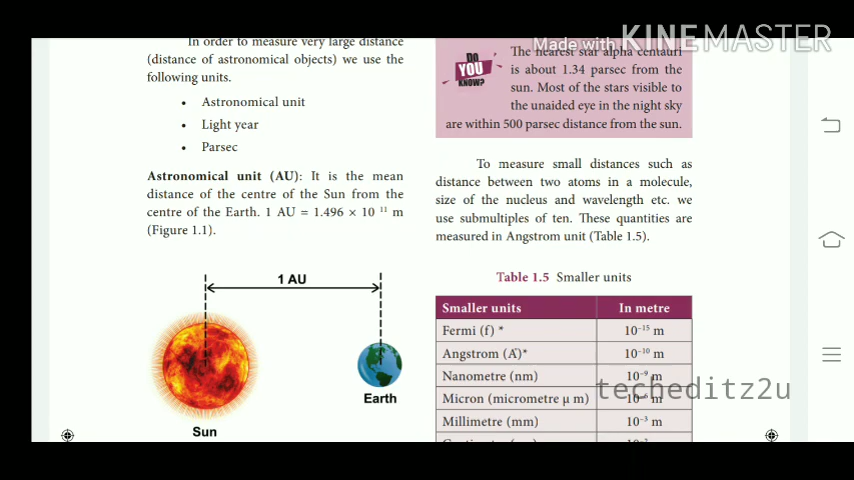 Made with KINEMASTER
In order to measure very large distance
(distance of astronomical objects) we use the
following units.
• Astronomical unit
• Light year
• Parsec
Astronomical unit (AU): It is the mean
distance of the centre of the Sun from the
centre of the Earth. 1 AU = 1.496 × 10 ¹¹ m
(Figure 1.1).
1 AU
Earth
Sun
DO
YOU
KNOW?
The nearest star alpha centauri
is about 1.34 parsec from the
sun. Most of the stars visible to
the unaided eye in the night sky
are within 500 parsec distance from the sun.
To measure small distances such as
distance between two atoms in a molecule,
size of the nucleus and wavelength etc. we
use submultiples of ten. These quantities are
measured in Angstrom unit (Table 1.5).
Table 1.5 Smaller units
Smaller units In metre
Fermi (f) * 10⁻¹⁵ m
Angstrom (Å)* 10⁻¹⁰ m
Nanometre (nm) 10⁻⁹ m
Micron (micrometre μ m) 10⁻⁶ m
Millimetre (mm) 10⁻³ m
techeditz2u